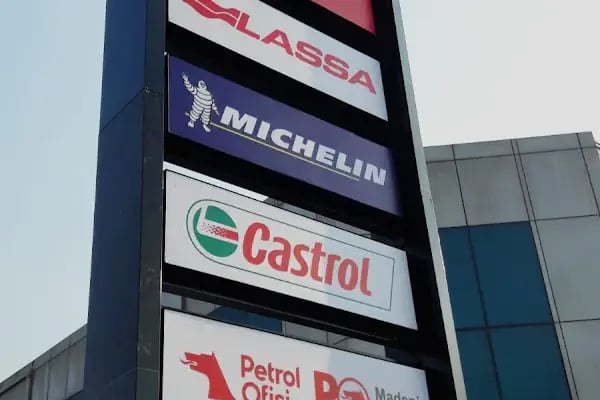 LASSA
MICHELIN
Castrol
Petrol
Ofisi